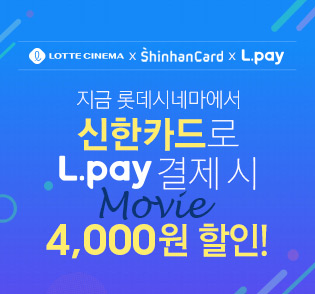 LOTTE CINEMA x ShinhanCard x L.pay
지금 롯데시네마에서
신한카드로
L.pay 결제 시
Movie
4,000원 할인!